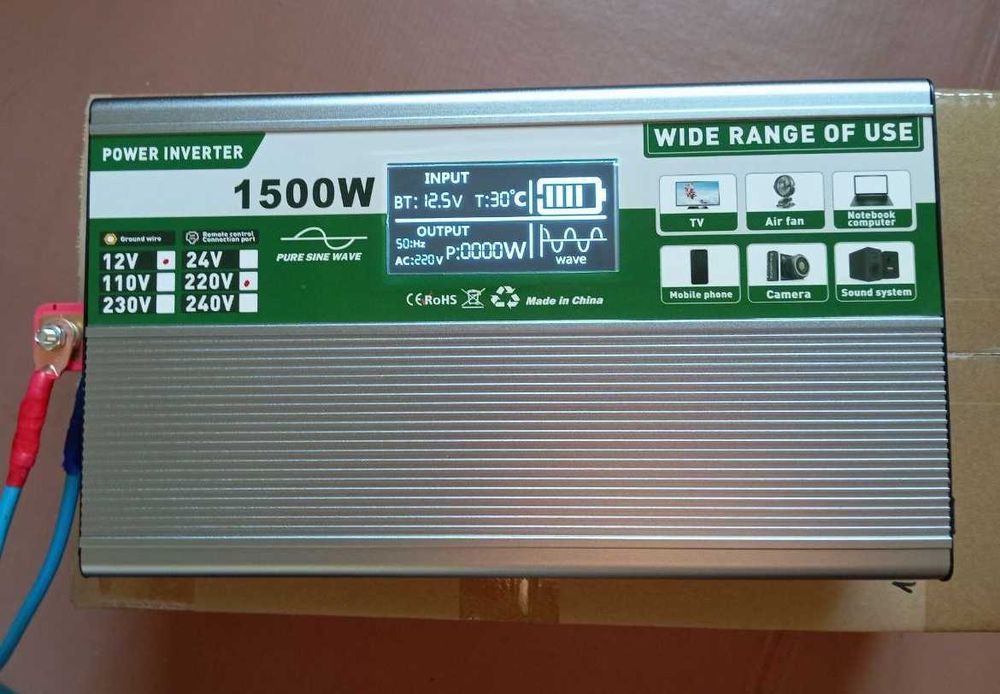 POWER INVERTER
1500W
Ground wire
Remote control
Connection port
12V 24V
110V 220V
230V 240V
PURE SINE WAVE
INPUT
BT: 12.5V T:30°C
OUTPUT
50:Hz
AC:220V P:0000W
wave
CE RoHS
Made in China
WIDE RANGE OF USE
TV
Air fan
Notebook
computer
Mobile phone
Camera
Sound system